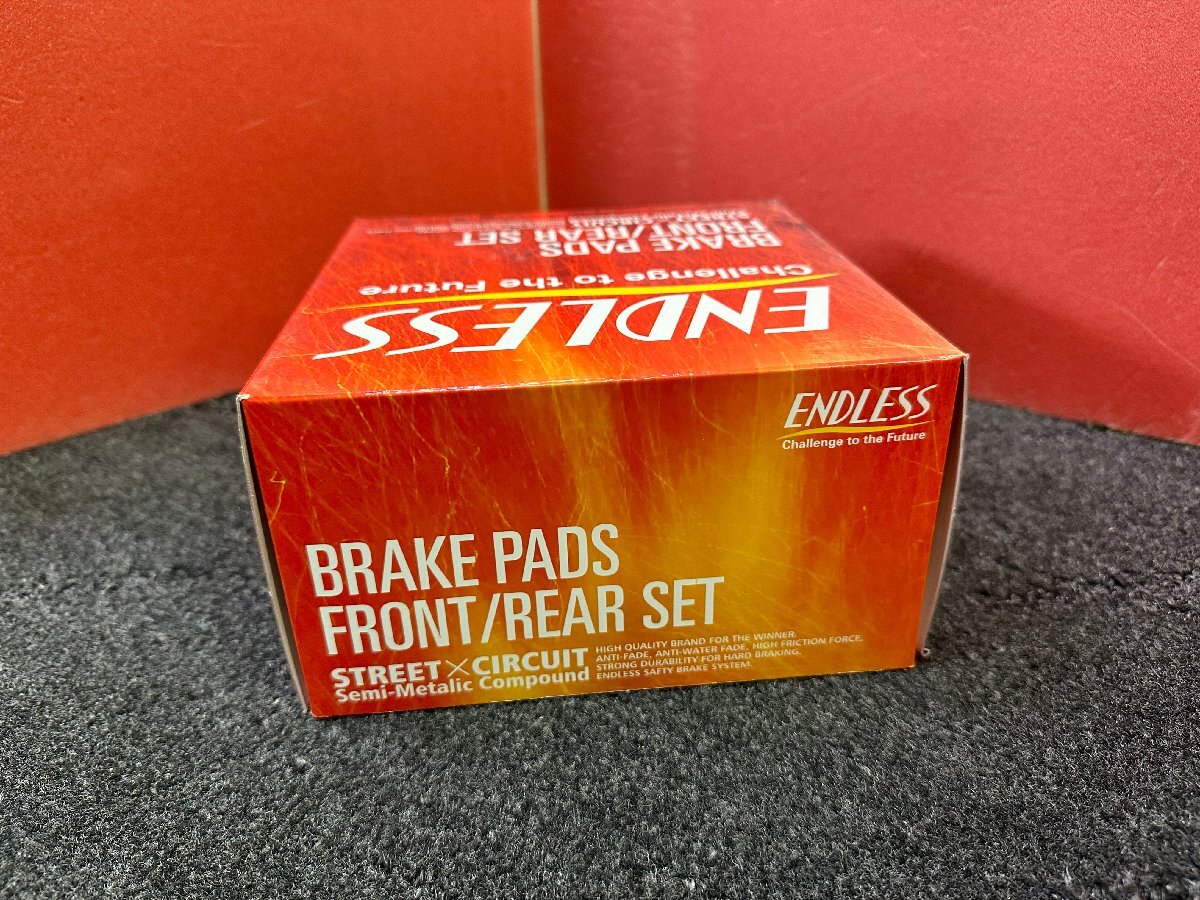 BRAKE PADS
FRONT/REAR SET
Challenge to the Future
ENDLESS
ENDLESS
Challenge to the Future
BRAKE PADS
FRONT/REAR SET
STREET×CIRCUIT
Semi-Metalic Compound
HIGH QUALITY BRAND FOR THE WINNER.
ANTI-FADE, ANTI-WATER FADE, HIGH FRICTION FORCE,
STRONG DURABILITY FOR HARD BRAKING,
ENDLESS SAFTY BRAKE SYSTEM.